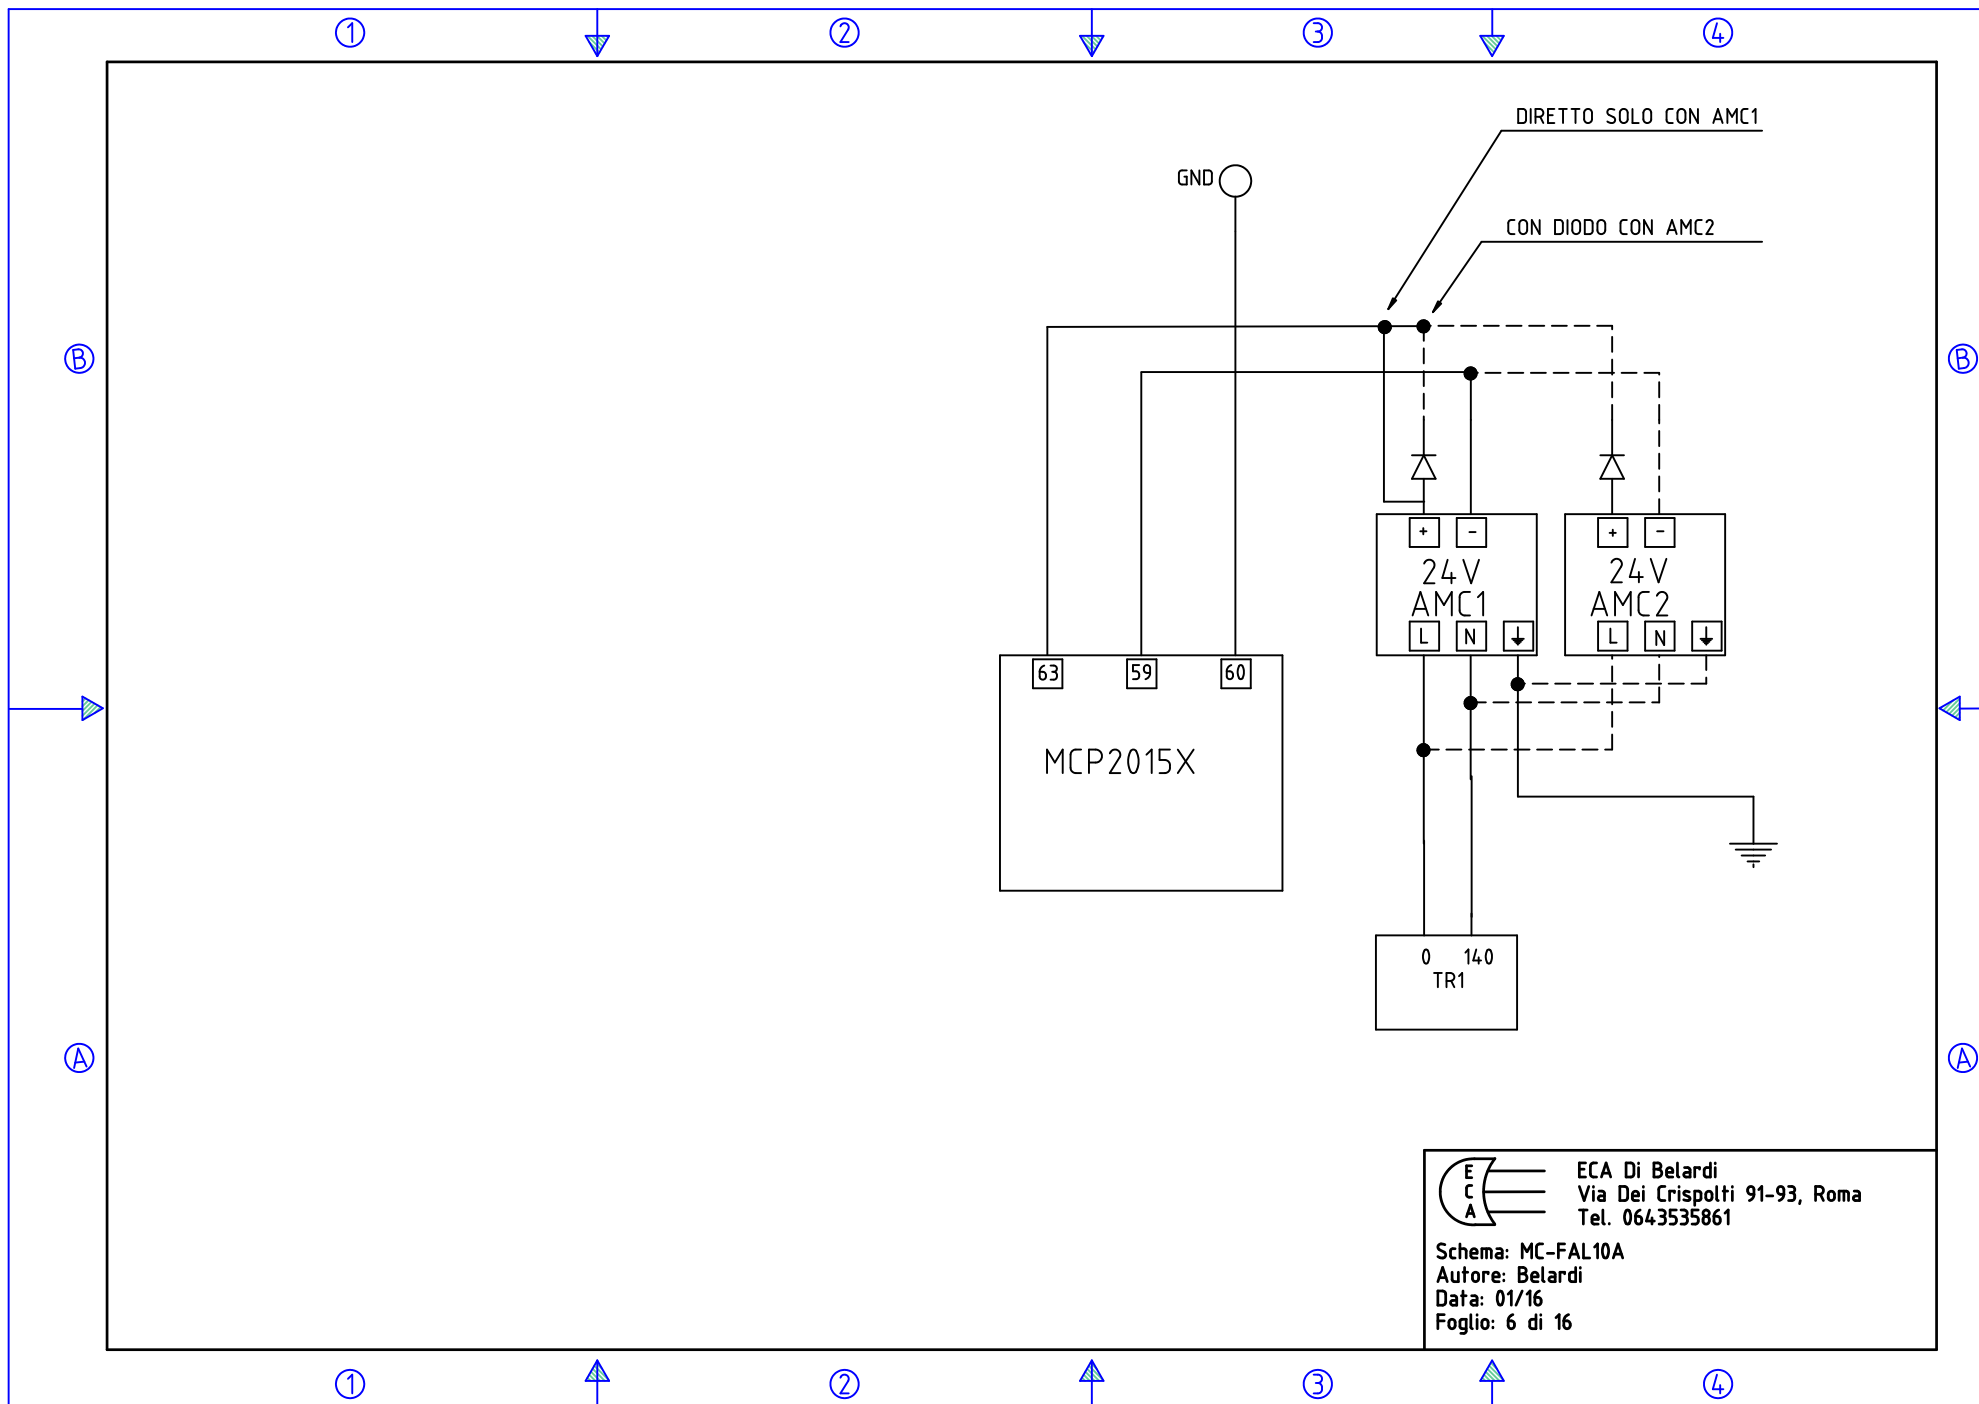 1 2 3 4
DIRETTO SOLO CON AMC1
GND
CON DIODO CON AMC2
B B
+ - + -
24V 24V
AMC1 AMC2
L N L N
63 59 60
MCP2015X
0 140
TR1
A A
E
C
A
ECA Di Belardi
Via Dei Crispolti 91-93, Roma
Tel. 0643535861
Schema: MC-FAL10A
Autore: Belardi
Data: 01/16
Foglio: 6 di 16
1 2 3 4